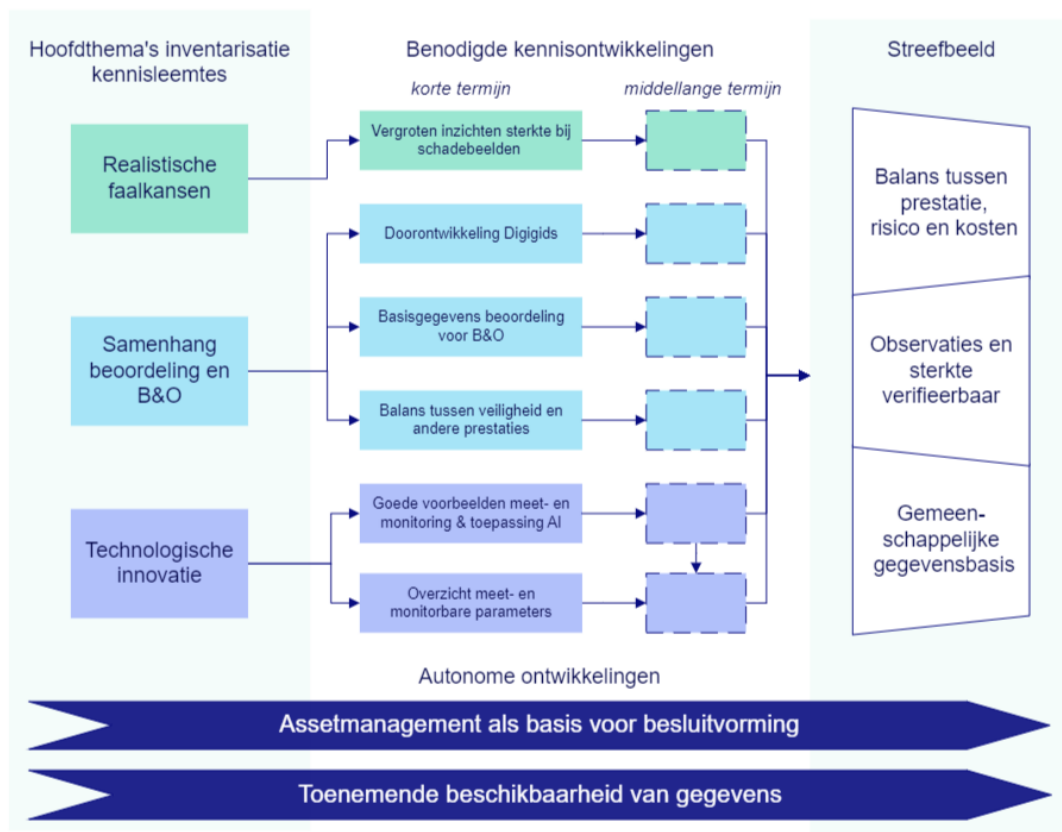 Hoofdthema's inventarisatie
kennisleemtes
Benodigde kennisontwikkelingen
Streefbeeld
korte termijn
middellange termijn
Realistische
faalkansen
Vergroten inzichten sterkte bij
schadebeelden
Samenhang
beoordeling en
B&O
Doorontwikkeling Digigids
Basisgegevens beoordeling
voor B&O
Balans tussen veiligheid en
andere prestaties
Technologische
innovatie
Goede voorbeelden meet- en
monitoring & toepassing AI
Overzicht meet- en
monitorbare parameters
Balans tussen
prestatie,
risico en kosten
Observaties en
sterkte
verifieerbaar
Gemeen-
schappelijke
gegevensbasis
Autonome ontwikkelingen
Assetmanagement als basis voor besluitvorming
Toenemende beschikbaarheid van gegevens